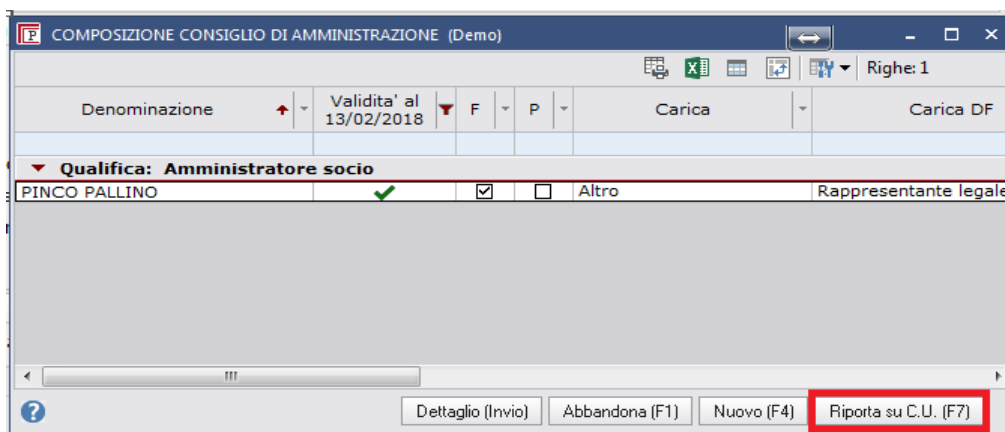 P COMPOSIZIONE CONSIGLIO DI AMMINISTRAZIONE (Demo)
Righe: 1
Denominazione Validita' al 13/02/2018 F P Carica Carica DF
Qualifica: Amministratore socio
PINCO PALLINO Altro Rappresentante legale
? Dettaglio (Invio) Abbandona (F1) Nuovo (F4) Riporta su C.U. (F7)